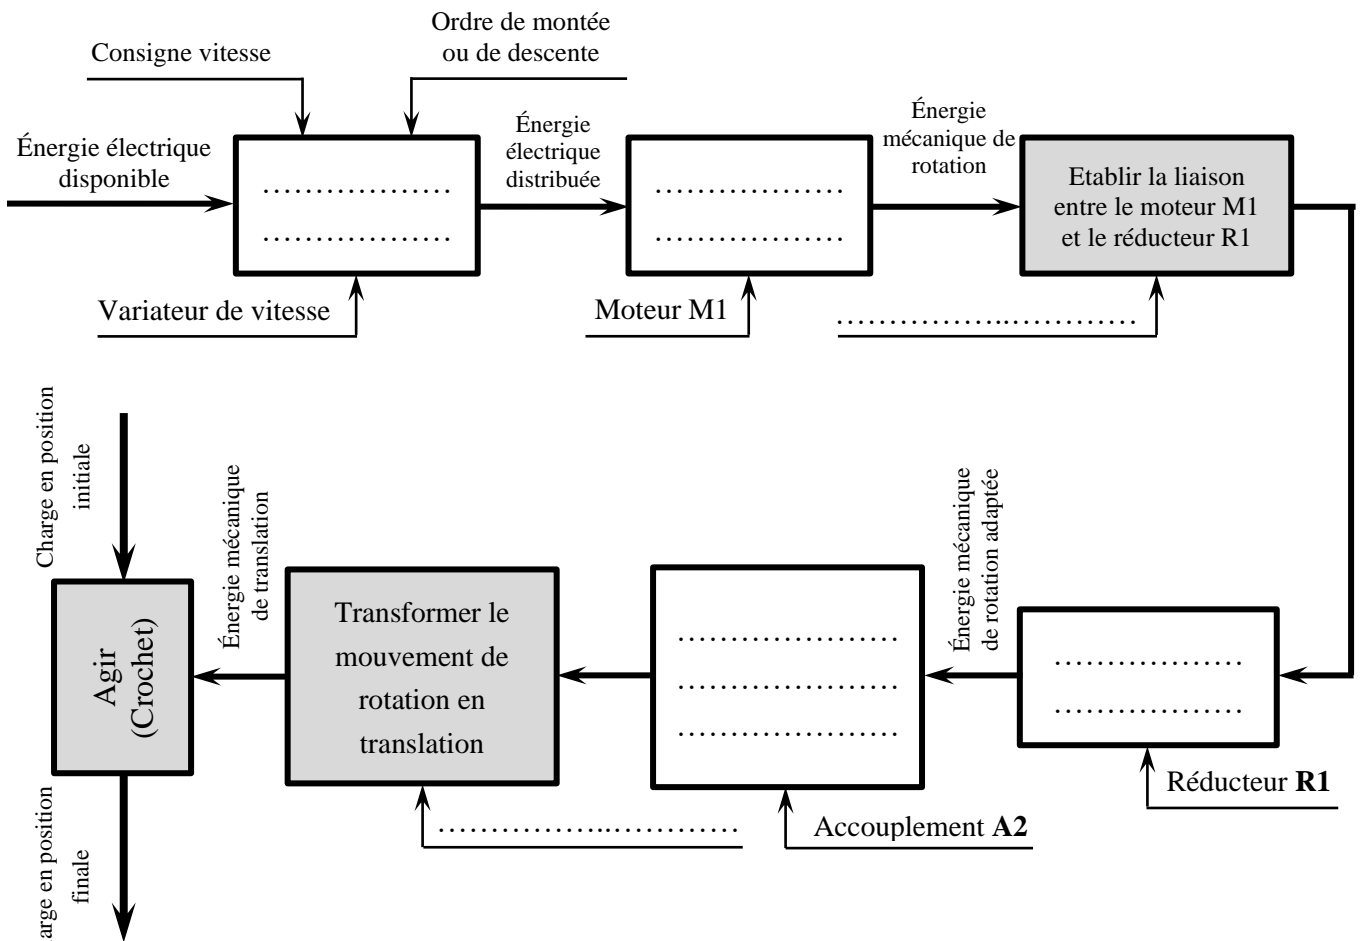 Ordre de montée
ou de descente
Consigne vitesse
Énergie électrique
disponible
………………
………………
Énergie
électrique
distribuée
………………
………………
Énergie
mécanique de
rotation
Etablir la liaison
entre le moteur M1
et le réducteur R1
Variateur de vitesse
Moteur M1
……………..…………
Charge en position
initiale
Agir
(Crochet)
Énergie mécanique
de translation
Transformer le
mouvement de
rotation en
translation
…………………
…………………
…………………
Énergie mécanique
de rotation adaptée
………………
………………
Réducteur R1
Accouplement A2
……………..…………
arge en position
finale